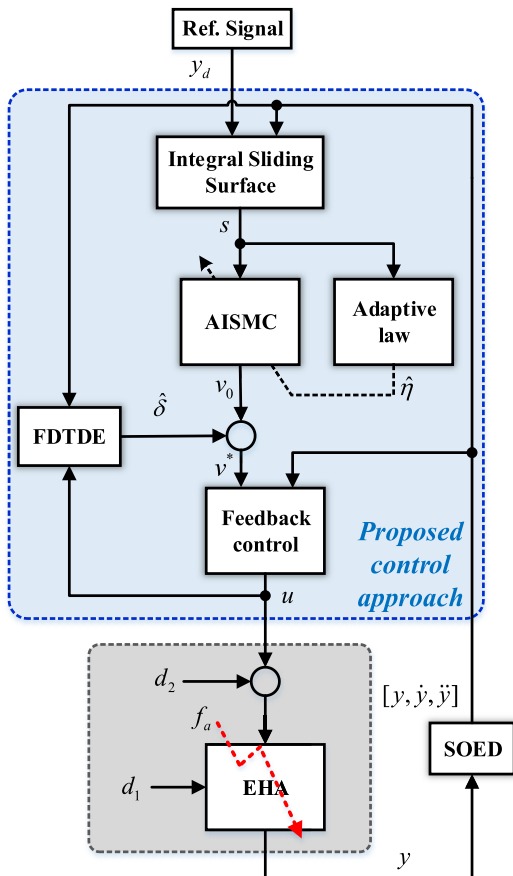 Ref. Signal
y_d
Integral Sliding
Surface
s
AISMC
Adaptive
law
v_0
η̂
δ̂
FDTDE
v^*
Feedback
control
Proposed
control
approach
u
d_2
[y, ẏ, ÿ]
f_a
SOED
d_1
EHA
y